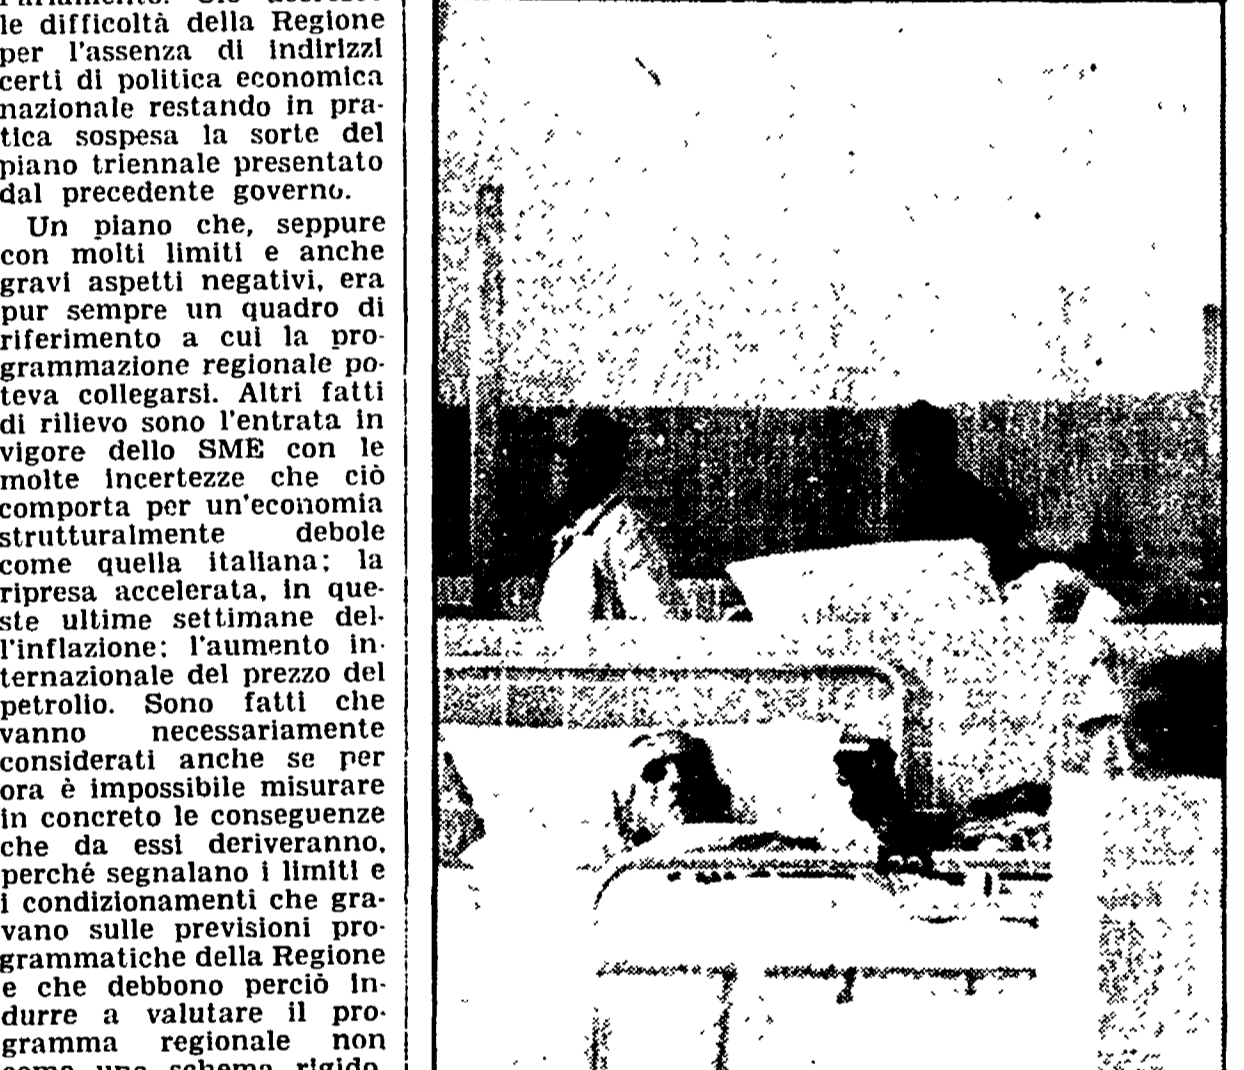 le difficoltà della Regione
per l'assenza di indirizzi
certi di politica economica
nazionale restando in pra-
tica sospesa la sorte del
piano triennale presentato
dal precedente governo.
Un piano che, seppure
con molti limiti e anche
gravi aspetti negativi, era
pur sempre un quadro di
riferimento a cui la pro-
grammazione regionale po-
teva collegarsi. Altri fatti
di rilievo sono l'entrata in
vigore dello SME con le
molte incertezze che ciò
comporta per un'economia
strutturalmente debole
come quella italiana; la
ripresa accelerata, in que-
ste ultime settimane del-
l'inflazione; l'aumento in-
ternazionale del prezzo del
petrolio. Sono fatti che
vanno necessariamente
considerati anche se per
ora è impossibile misurare
in concreto le conseguenze
che da essi deriveranno,
perché segnalano i limiti e
i condizionamenti che gra-
vano sulle previsioni pro-
grammatiche della Regione
e che debbono perciò in-
durre a valutare il pro-
gramma regionale non
come uno schema rigido,